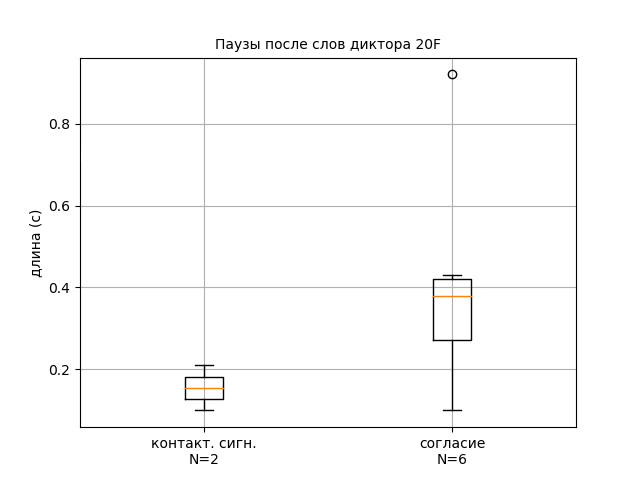 Паузы после слов диктора 20F
длина (с)
0.8
0.6
0.4
0.2
контакт. сигн.
N=2
согласие
N=6